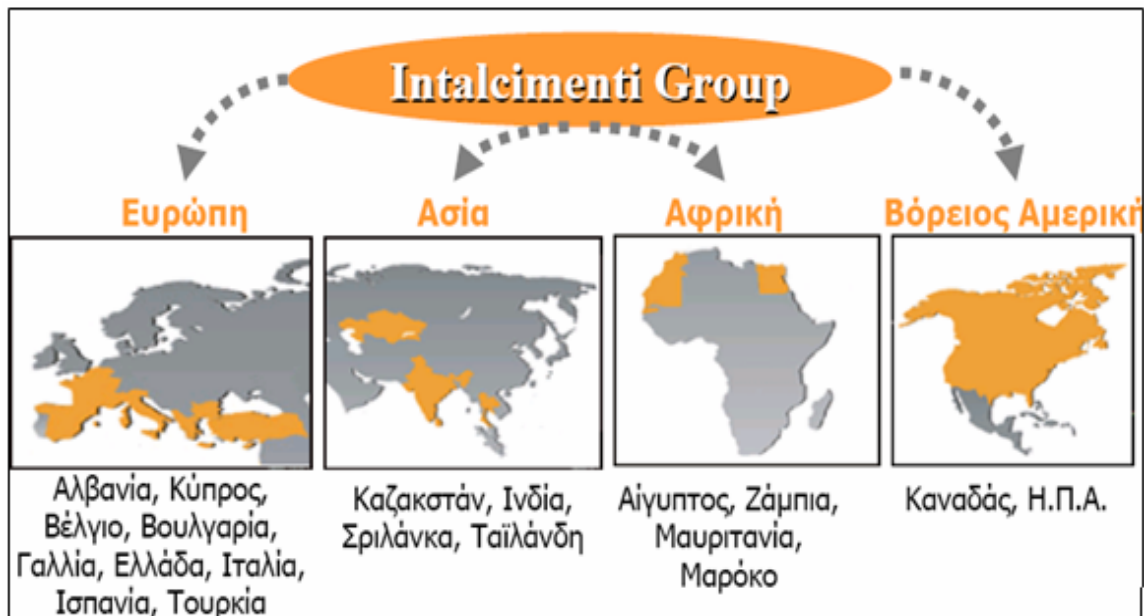 Intalcimenti Group
Ευρώπη
Ασία
Αφρική
Βόρειος Αμερική
Αλβανία, Κύπρος,
Βέλγιο, Βουλγαρία,
Γαλλία, Ελλάδα, Ιταλία,
Ισπανία, Τουρκία
Καζακστάν, Ινδία,
Σριλάνκα, Ταϊλάνδη
Αίγυπτος, Ζάμπια,
Μαυριτανία,
Μαρόκο
Καναδάς, Η.Π.Α.